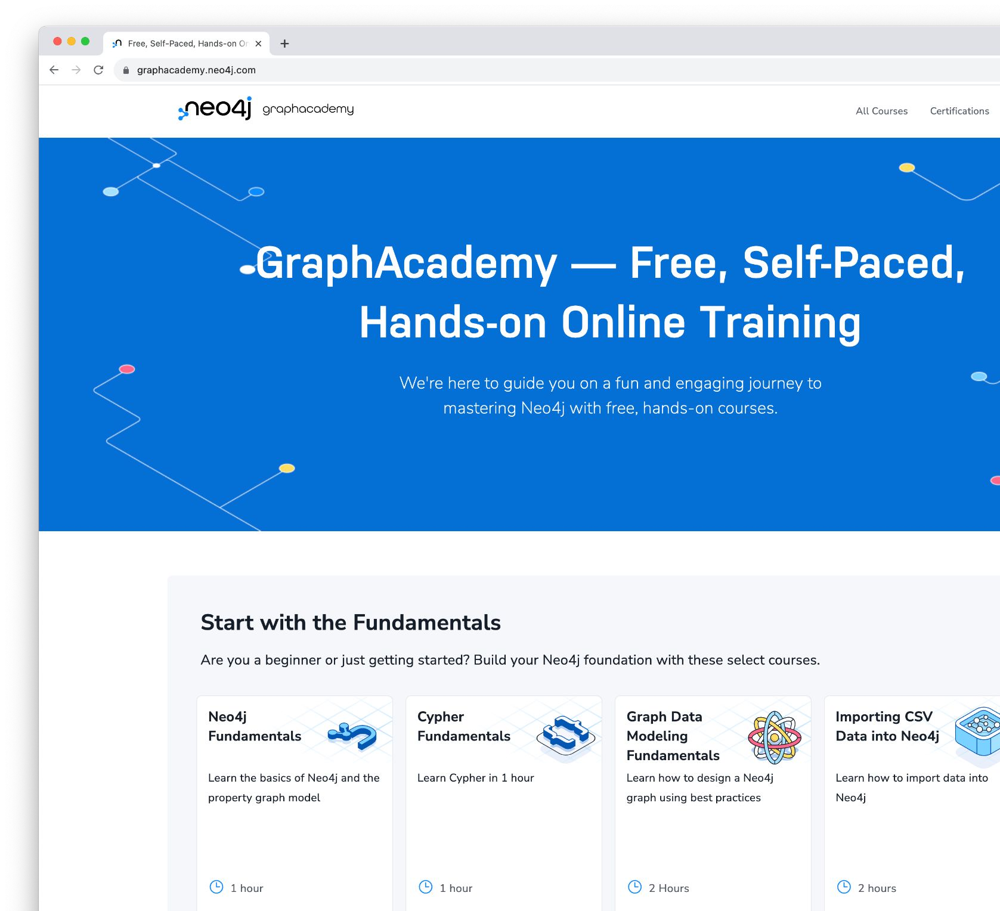 Free, Self-Paced, Hands-on
graphacademy.neo4j.com
neo4j graphacademy
All Courses
Certifications
GraphAcademy — Free, Self-Paced,
Hands-on Online Training
We're here to guide you on a fun and engaging journey to
mastering Neo4j with free, hands-on courses.
Start with the Fundamentals
Are you a beginner or just getting started? Build your Neo4j foundation with these select courses.
Neo4j
Fundamentals
Learn the basics of Neo4j and the
property graph model
1 hour
Cypher
Fundamentals
Learn Cypher in 1 hour
1 hour
Graph Data
Modeling
Fundamentals
Learn how to design a Neo4j
graph using best practices
2 Hours
Importing CSV
Data into Neo4j
Learn how to import data into
Neo4j
2 hours